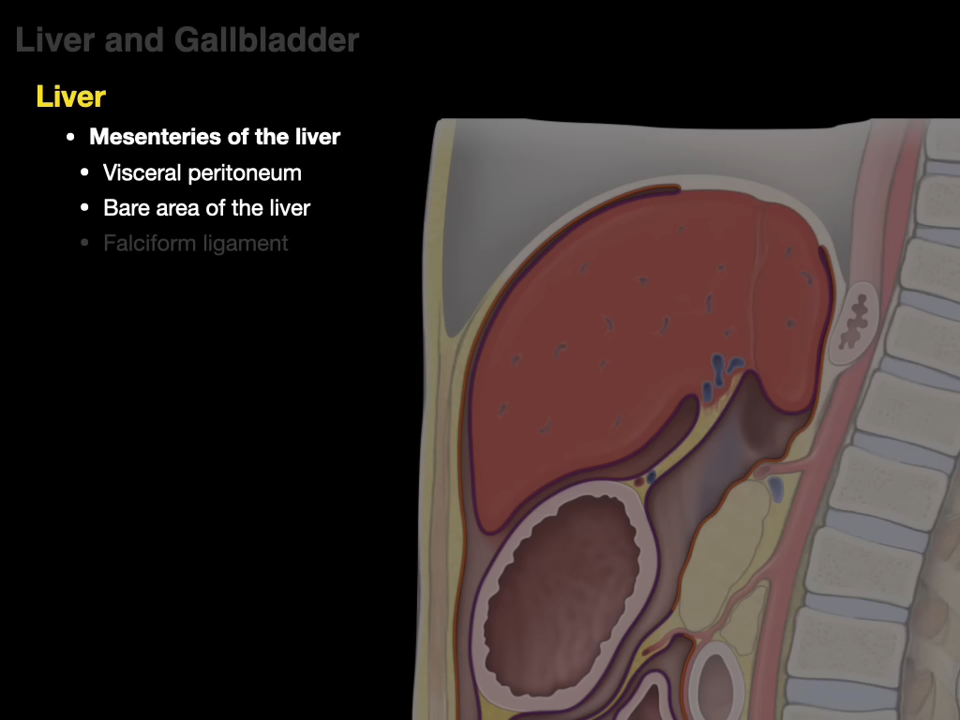 Liver and Gallbladder
Liver
• Mesenteries of the liver
• Visceral peritoneum
• Bare area of the liver
• Falciform ligament